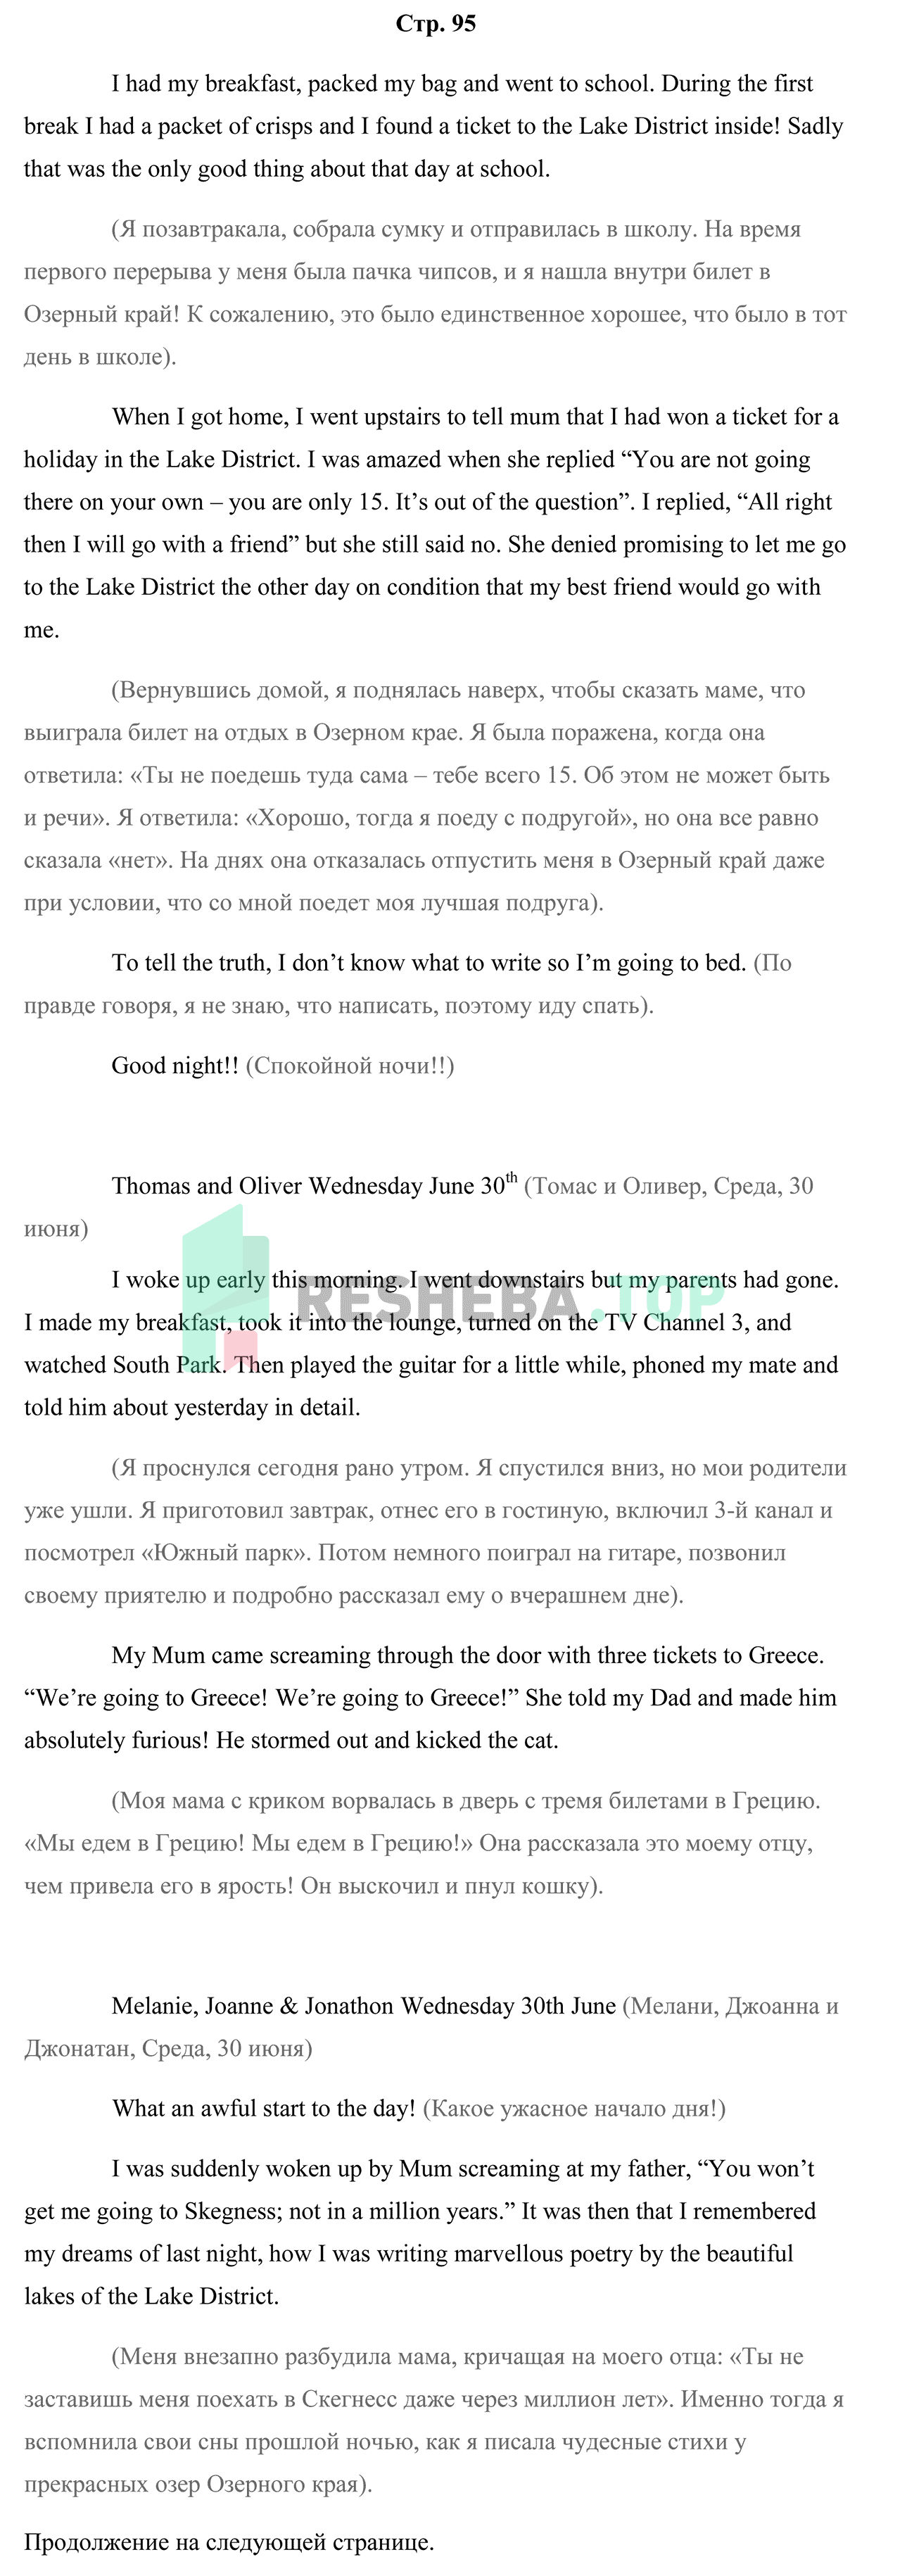 Стр. 95
I had my breakfast, packed my bag and went to school. During the first
break I had a packet of crisps and I found a ticket to the Lake District inside! Sadly
that was the only good thing about that day at school.
(Я позавтракала, собрала сумку и отправилась в школу. На время
первого перерыва у меня была пачка чипсов, и я нашла внутри билет в
Озерный край! К сожалению, это было единственное хорошее, что было в тот
день в школе).
When I got home, I went upstairs to tell mum that I had won a ticket for a
holiday in the Lake District. I was amazed when she replied “You are not going
there on your own – you are only 15. It’s out of the question”. I replied, “All right
then I will go with a friend” but she still said no. She denied promising to let me go
to the Lake District the other day on condition that my best friend would go with
me.
(Вернувшись домой, я поднялась наверх, чтобы сказать маме, что
выиграла билет на отдых в Озерном крае. Я была поражена, когда она
ответила: «Ты не поедешь туда сама – тебе всего 15. Об этом не может быть
и речи». Я ответила: «Хорошо, тогда я поеду с подругой», но она все равно
сказала «нет». На днях она отказалась отпустить меня в Озерный край даже
при условии, что со мной поедет моя лучшая подруга).
To tell the truth, I don’t know what to write so I’m going to bed. (По
правде говоря, я не знаю, что написать, поэтому иду спать).
Good night!! (Спокойной ночи!!)
Thomas and Oliver Wednesday June 30th (Томас и Оливер, Среда, 30
июня)
I woke up early this morning. I went downstairs but my parents had gone.
RESHEBA.TOP
I made my breakfast, took it into the lounge, turned on the TV Channel 3, and
watched South Park. Then played the guitar for a little while, phoned my mate and
told him about yesterday in detail.
(Я проснулся сегодня рано утром. Я спустился вниз, но мои родители
уже ушли. Я приготовил завтрак, отнес его в гостиную, включил 3-й канал и
посмотрел «Южный парк». Потом немного поиграл на гитаре, позвонил
своему приятелю и подробно рассказал ему о вчерашнем дне).
My Mum came screaming through the door with three tickets to Greece.
“We’re going to Greece! We’re going to Greece!” She told my Dad and made him
absolutely furious! He stormed out and kicked the cat.
(Моя мама с криком ворвалась в дверь с тремя билетами в Грецию.
«Мы едем в Грецию! Мы едем в Грецию!» Она рассказала это моему отцу,
чем привела его в ярость! Он выскочил и пнул кошку).
Melanie, Joanne & Jonathon Wednesday 30th June (Мелани, Джоанна и
Джонатан, Среда, 30 июня)
What an awful start to the day! (Какое ужасное начало дня!)
I was suddenly woken up by Mum screaming at my father, “You won’t
get me going to Skegness; not in a million years.” It was then that I remembered
my dreams of last night, how I was writing marvellous poetry by the beautiful
lakes of the Lake District.
(Меня внезапно разбудила мама, кричащая на моего отца: «Ты не
заставишь меня поехать в Скегнесс даже через миллион лет». Именно тогда я
вспомнила свои сны прошлой ночью, как я писала чудесные стихи у
прекрасных озер Озерного края).
Продолжение на следующей странице.